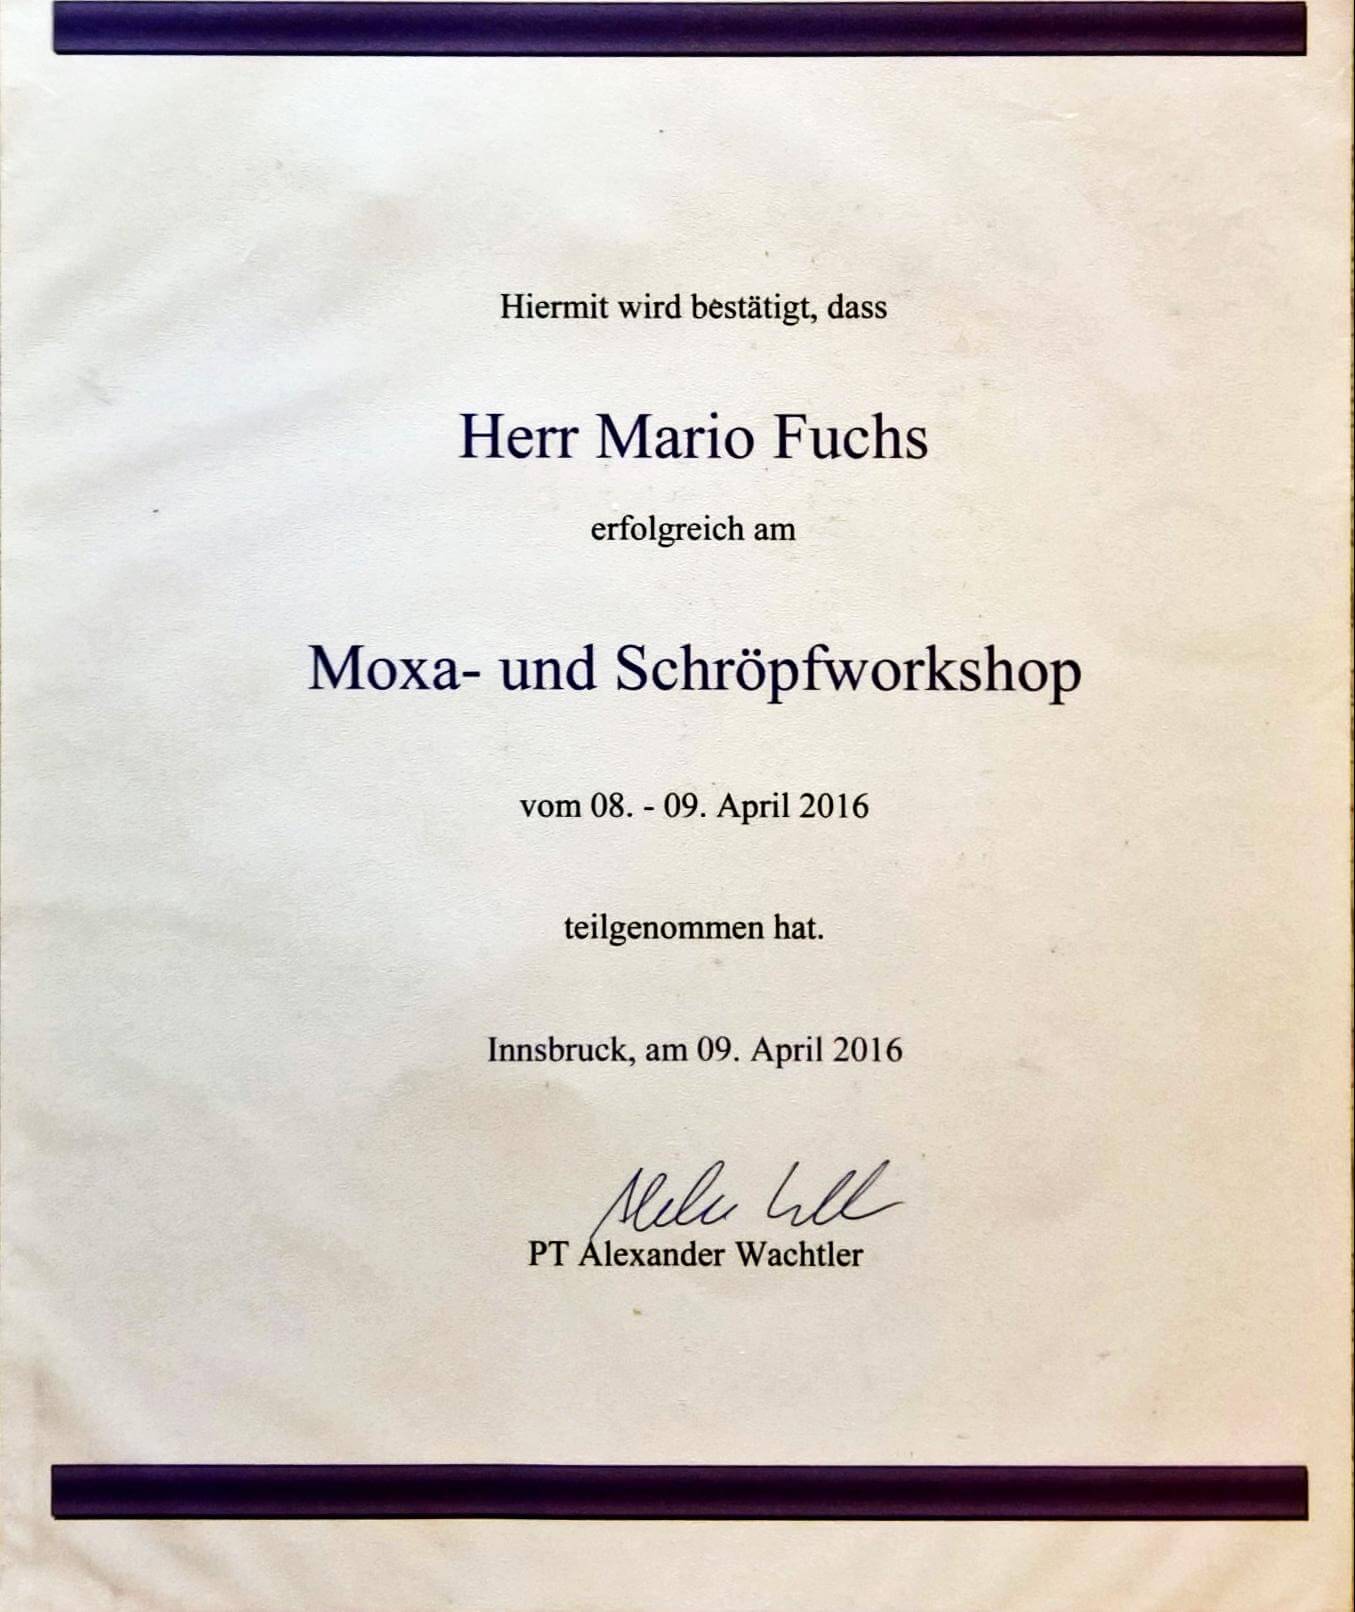 Hiermit wird bestätigt, dass
Herr Mario Fuchs
erfolgreich am
Moxa- und Schröpfworkshop
vom 08. - 09. April 2016
teilgenommen hat.
Innsbruck, am 09. April 2016
PT Alexander Wachtler